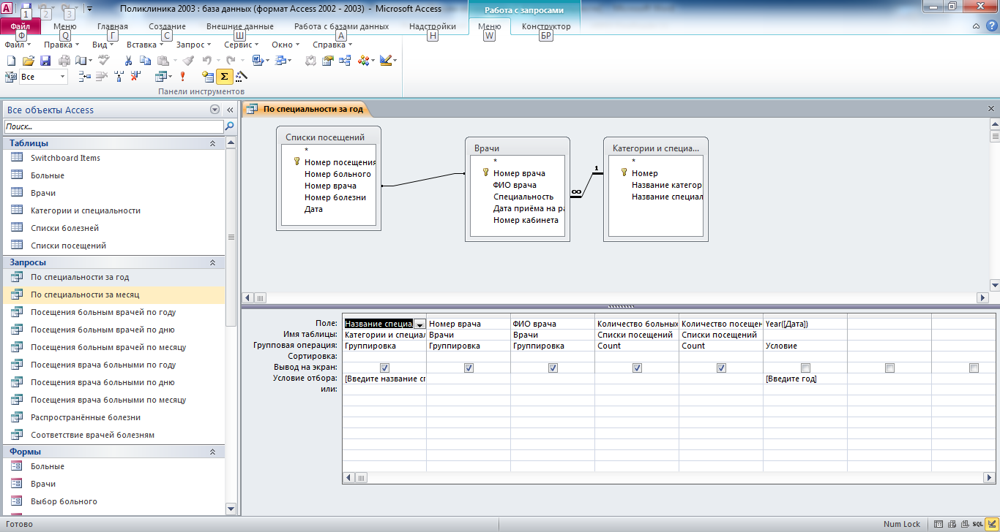 Поликлиника 2003 : база данных (формат Access 2002 - 2003) - Microsoft Access
Работа с запросами
1 2 3
Файл Меню Главная Создание Внешние данные Работа с базами данных Надстройки Меню Конструктор
Ф Q Г С Ш А Н W БР
Файл Правка Вид Вставка Запрос Сервис Окно Справка
Все
Панели инструментов
Все объекты Access
По специальности за год
Поиск...
Таблицы
Switchboard Items
Больные
Врачи
Категории и специальности
Списки болезней
Списки посещений
Запросы
По специальности за год
По специальности за месяц
Посещения больным врачей по году
Посещения больным врачей по дню
Посещения больным врачей по месяцу
Посещения врача больными по году
Посещения врача больными по дню
Посещения врача больными по месяцу
Распространённые болезни
Соответствие врачей болезням
Формы
Больные
Врачи
Выбор больного
Списки посещений
*
Номер посещения
Номер больного
Номер врача
Номер болезни
Дата
Врачи
*
Номер врача
ФИО врача
Специальность
Дата приёма на ра
Номер кабинета
1
∞
Категории и специа...
*
Номер
Название категор
Название специал
Поле: Название специа. Номер врача ФИО врача Количество больных Количество посещен Year([Дата])
Имя таблицы: Категории и специал Врачи Врачи Списки посещений Списки посещений
Групповая операция: Группировка Группировка Группировка Count Count Условие
Сортировка:
Вывод на экран:
Условие отбора: [Введите название сп [Введите год]
или:
Готово
Num Lock
SQL